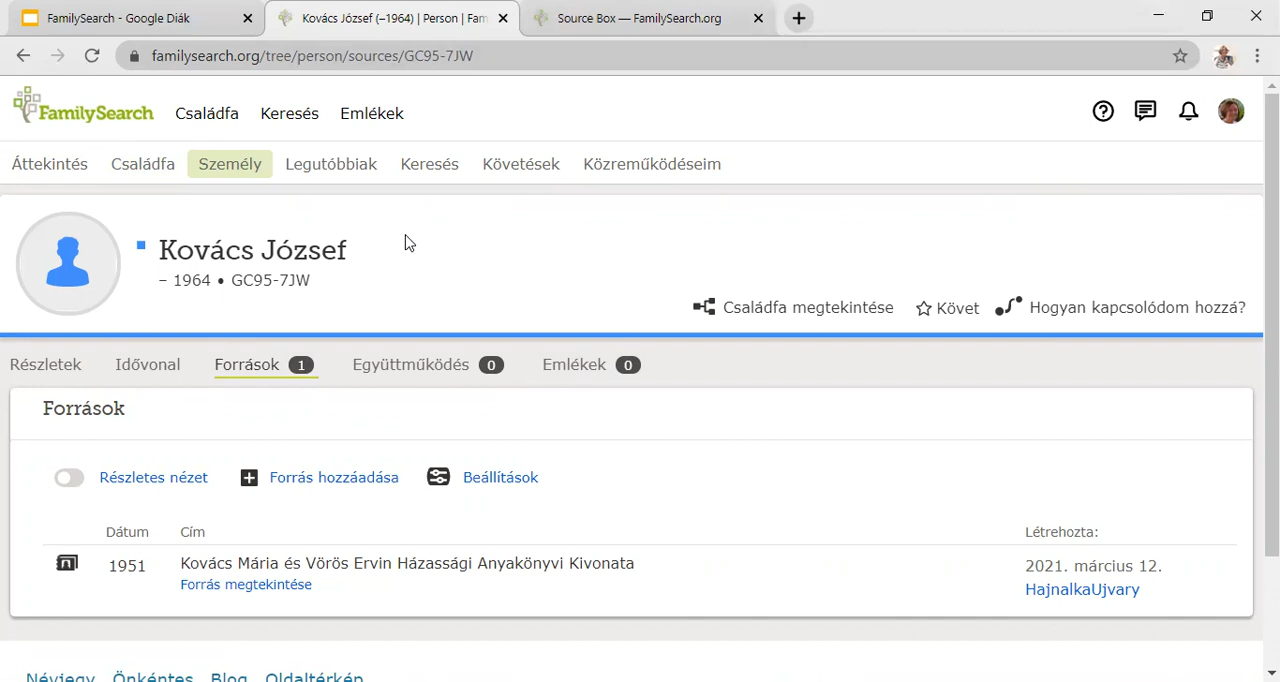 FamilySearch - Google Diák
Kovács József (–1964) | Person | Fam
Source Box — FamilySearch.org
familysearch.org/tree/person/sources/GC95-7JW
FamilySearch Családfa Keresés Emlékek
Áttekintés Családfa Személy Legutóbbiak Keresés Követések Közreműködéseim
Kovács József
– 1964 • GC95-7JW
Családfa megtekintése Követ Hogyan kapcsolódom hozzá?
Részletek Idővonal Források 1 Együttműködés 0 Emlékek 0
Források
Részletes nézet Forrás hozzáadása Beállítások
Dátum Cím Létrehozta:
1951 Kovács Mária és Vörös Ervin Házassági Anyakönyvi Kivonata 2021. március 12.
Forrás megtekintése HajnalkaUjvary
Névjegy Önkéntes Blog Oldaltérkép